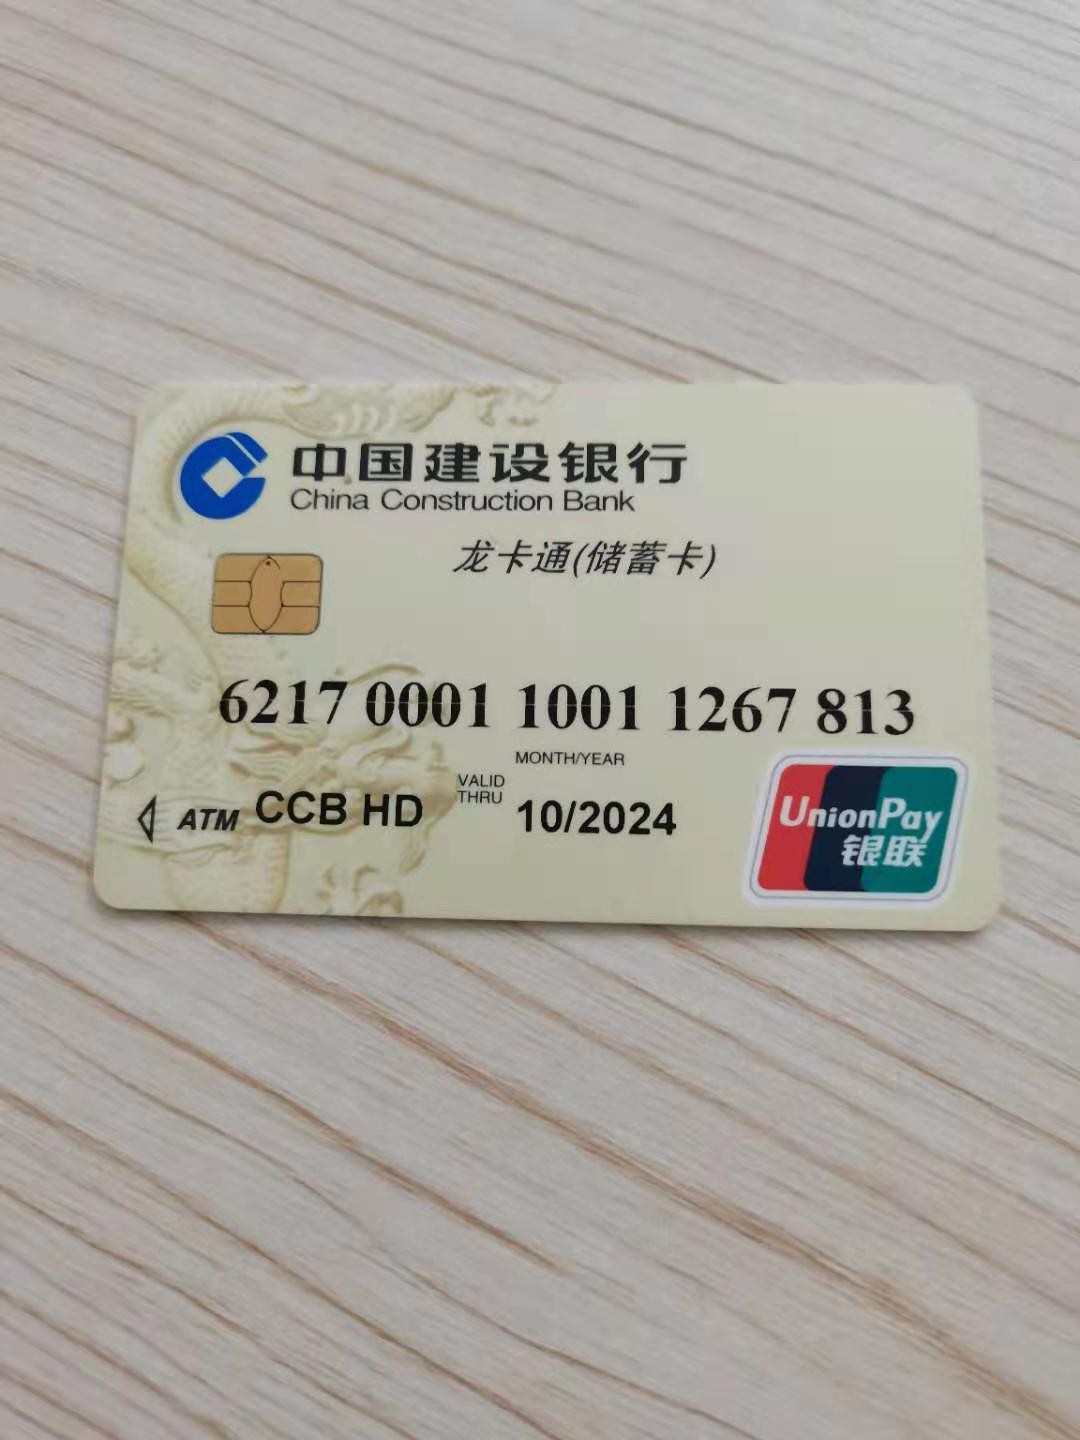 中国建设银行
China Construction Bank
龙卡通(储蓄卡)
6217 0001 1001 1267 813
MONTH/YEAR
VALID
THRU
ATM CCB HD 10/2024
UnionPay
银联